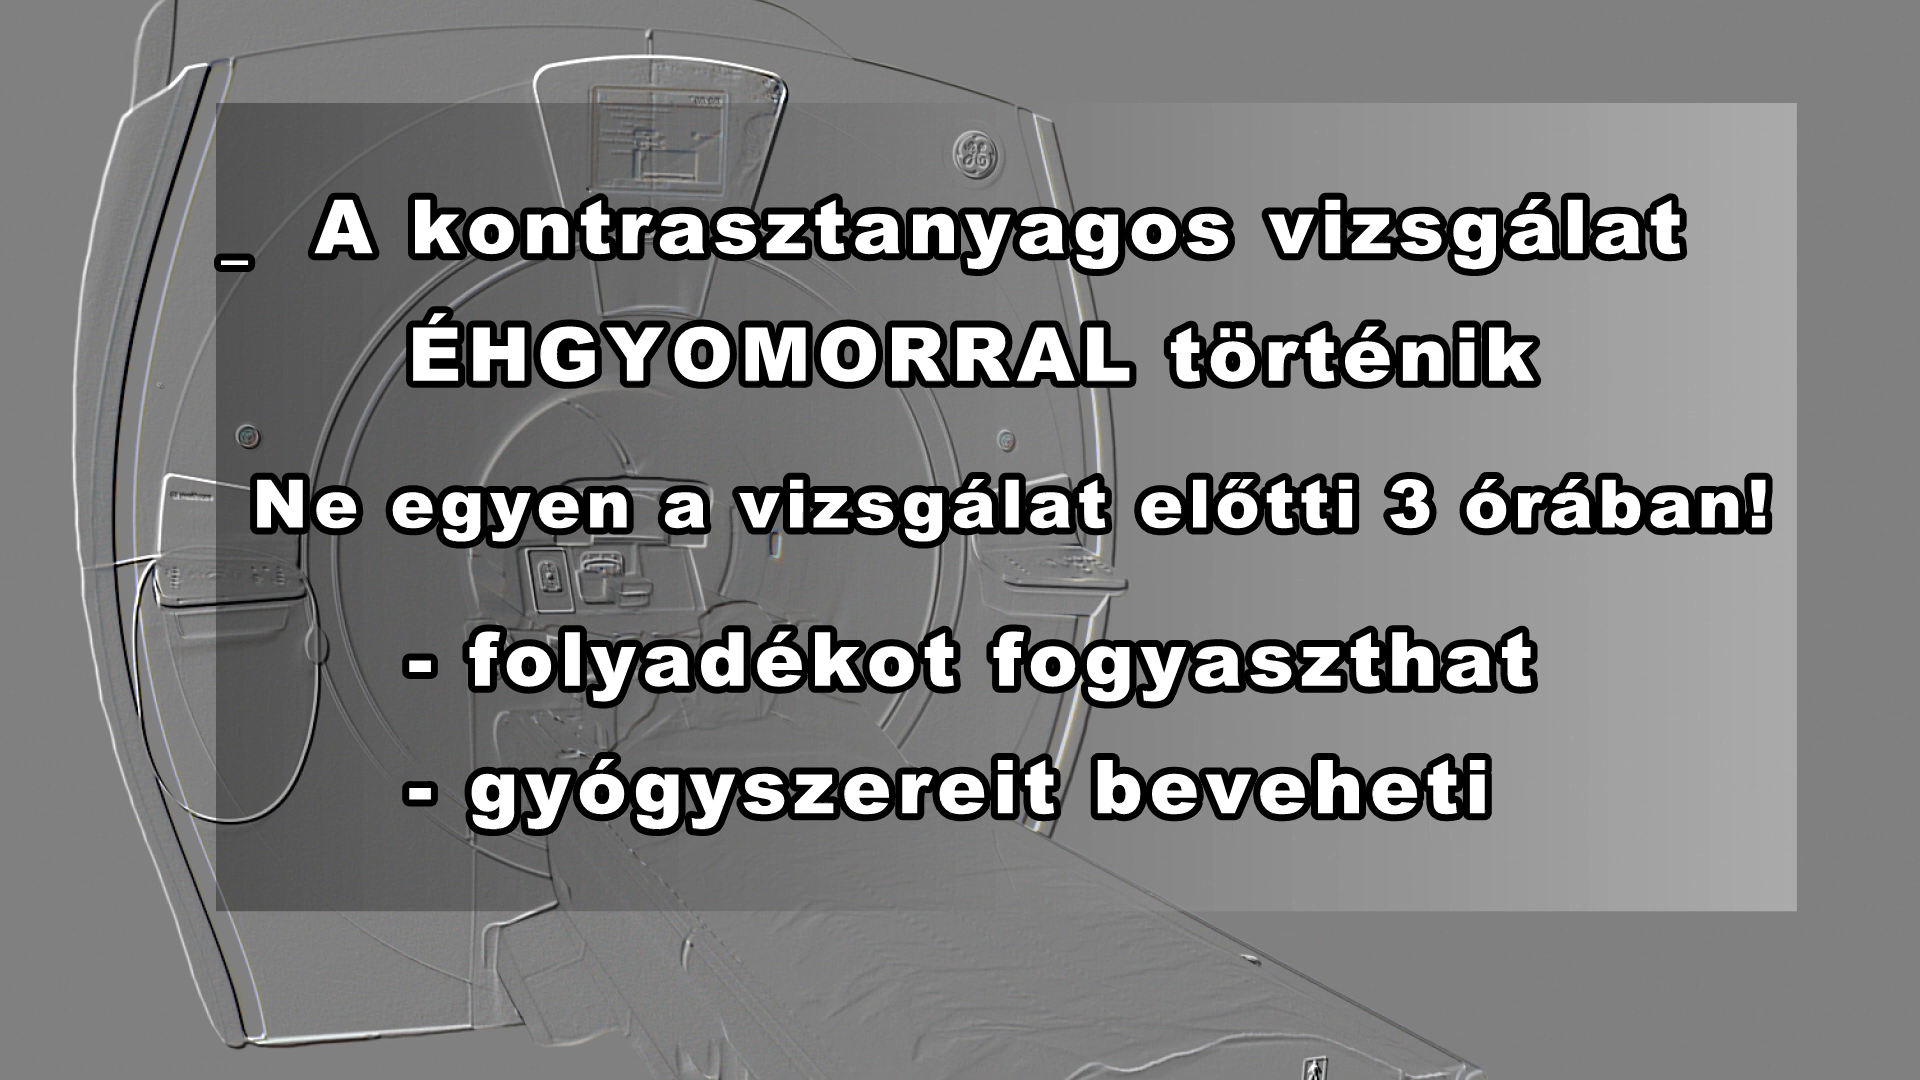 _ A kontrasztanyagos vizsgálat
ÉHGYOMORRAL történik
Ne egyen a vizsgálat előtti 3 órában!
- folyadékot fogyaszthat
- gyógyszereit beveheti